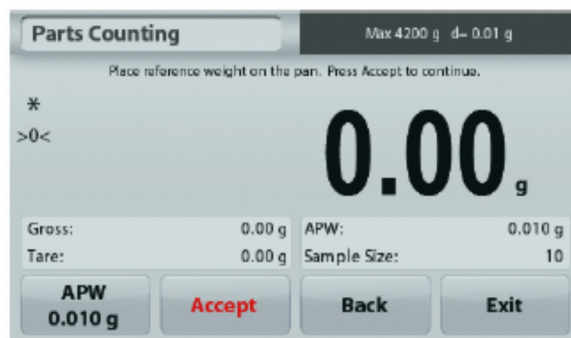 Parts Counting
Max 4200 g d= 0.01 g
Place reference weight on the pan. Press Accept to continue.
*
>0<
0.00 g
Gross: 0.00 g APW: 0.010 g
Tare: 0.00 g Sample Size: 10
APW
0.010 g
Accept
Back
Exit